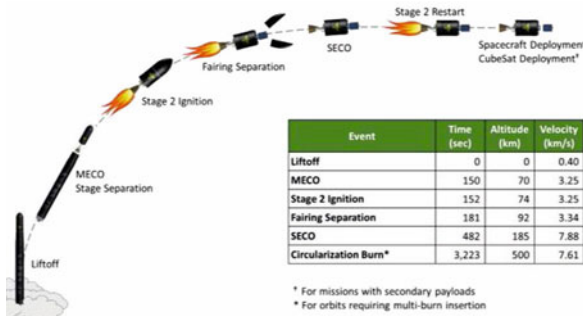 Stage 2 Restart
Fairing Separation
SECO
Spacecraft Deployment
CubeSat Deployment†
Stage 2 Ignition
MECO
Stage Separation
Liftoff
Event Time (sec) Altitude (km) Velocity (km/s)
Liftoff 0 0 0.40
MECO 150 70 3.25
Stage 2 Ignition 152 74 3.25
Fairing Separation 181 92 3.34
SECO 482 185 7.88
Circularization Burn* 3,223 500 7.61
† For missions with secondary payloads
* For orbits requiring multi-burn insertion